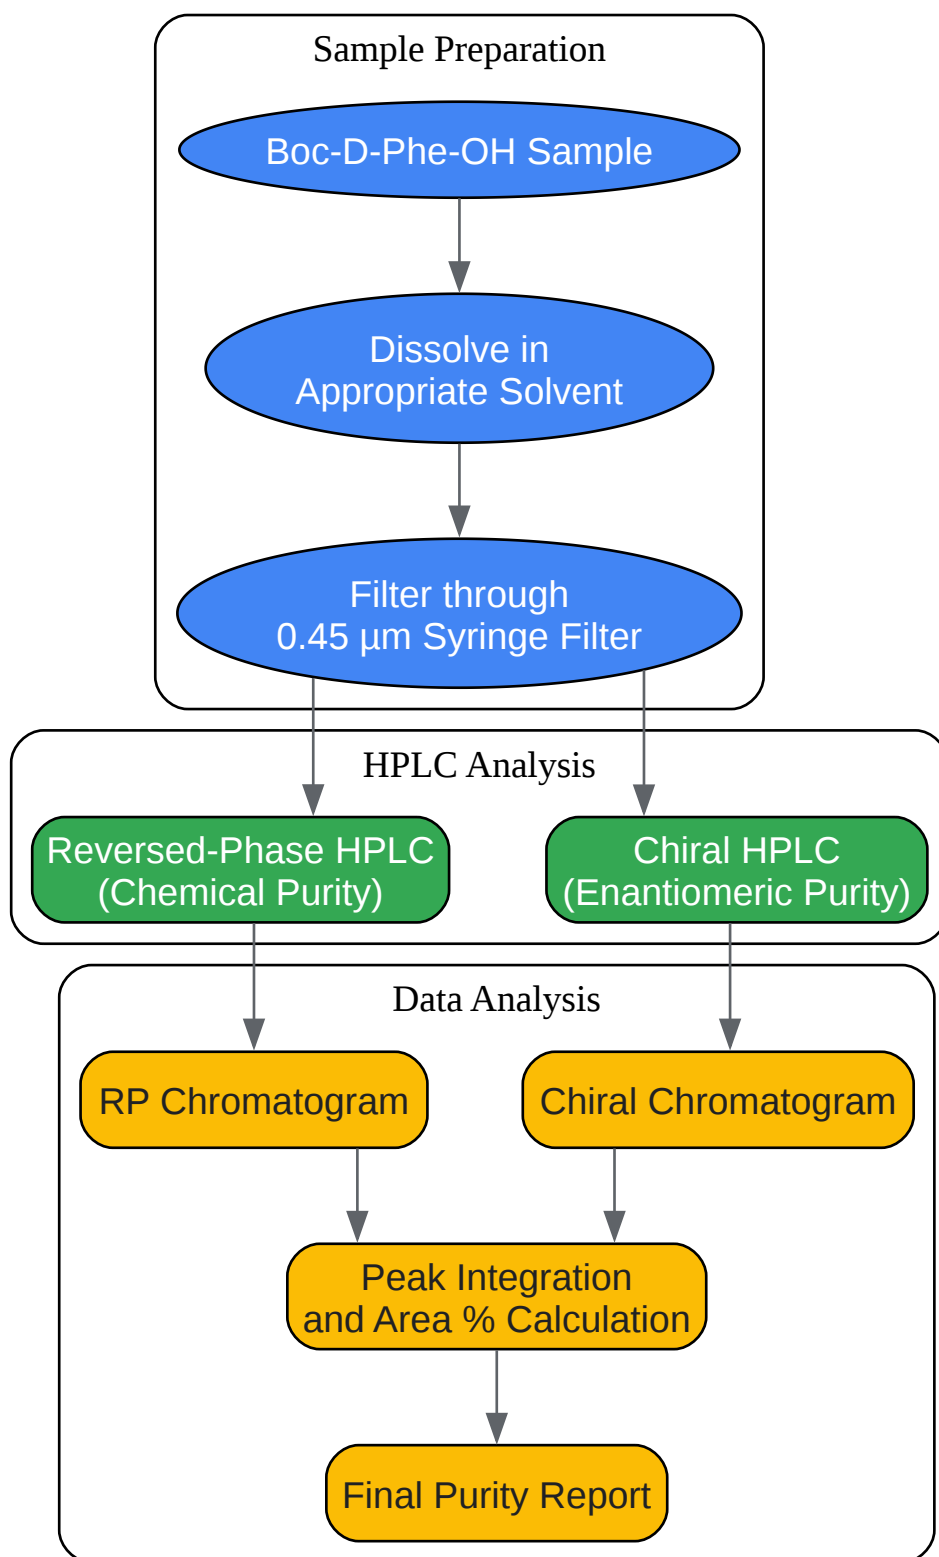 Sample Preparation
Boc-D-Phe-OH Sample
Dissolve in
Appropriate Solvent
Filter through
0.45 µm Syringe Filter
HPLC Analysis
Reversed-Phase HPLC
(Chemical Purity)
Chiral HPLC
(Enantiomeric Purity)
Data Analysis
RP Chromatogram
Chiral Chromatogram
Peak Integration
and Area % Calculation
Final Purity Report